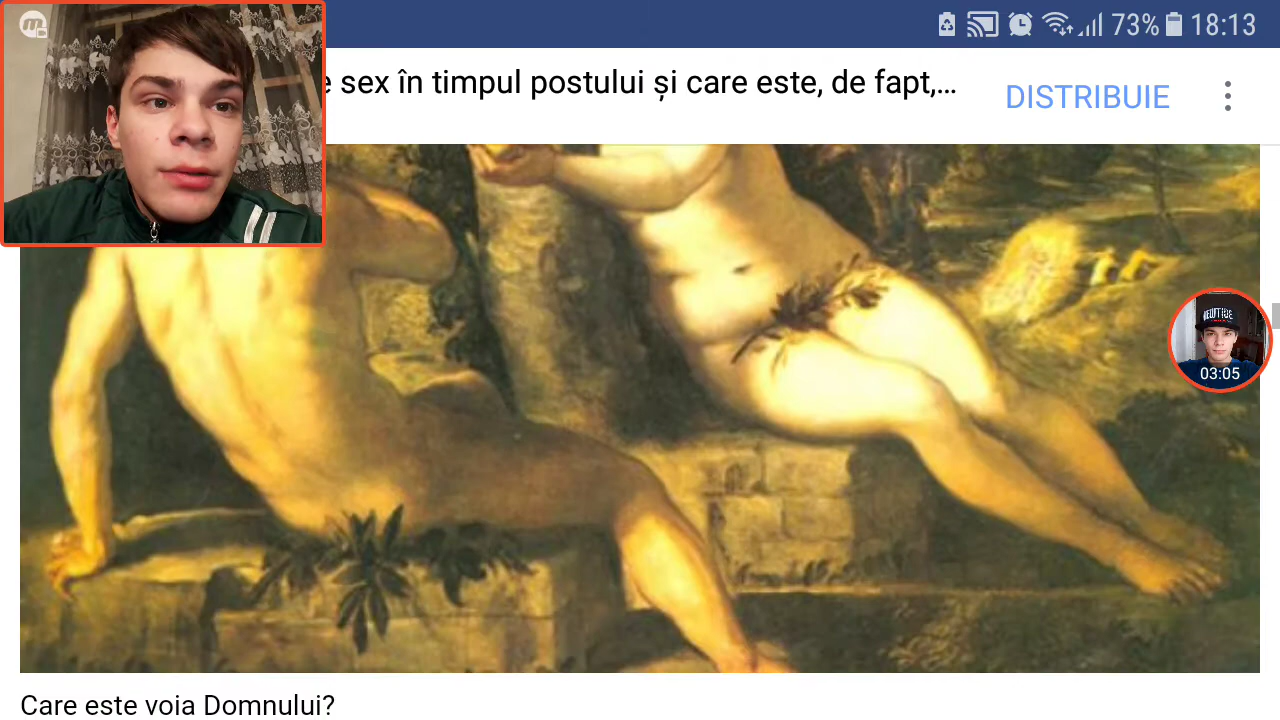 73% 18:13
e sex în timpul postului și care este, de fapt,...
DISTRIBUIE
03:05
Care este voia Domnului?